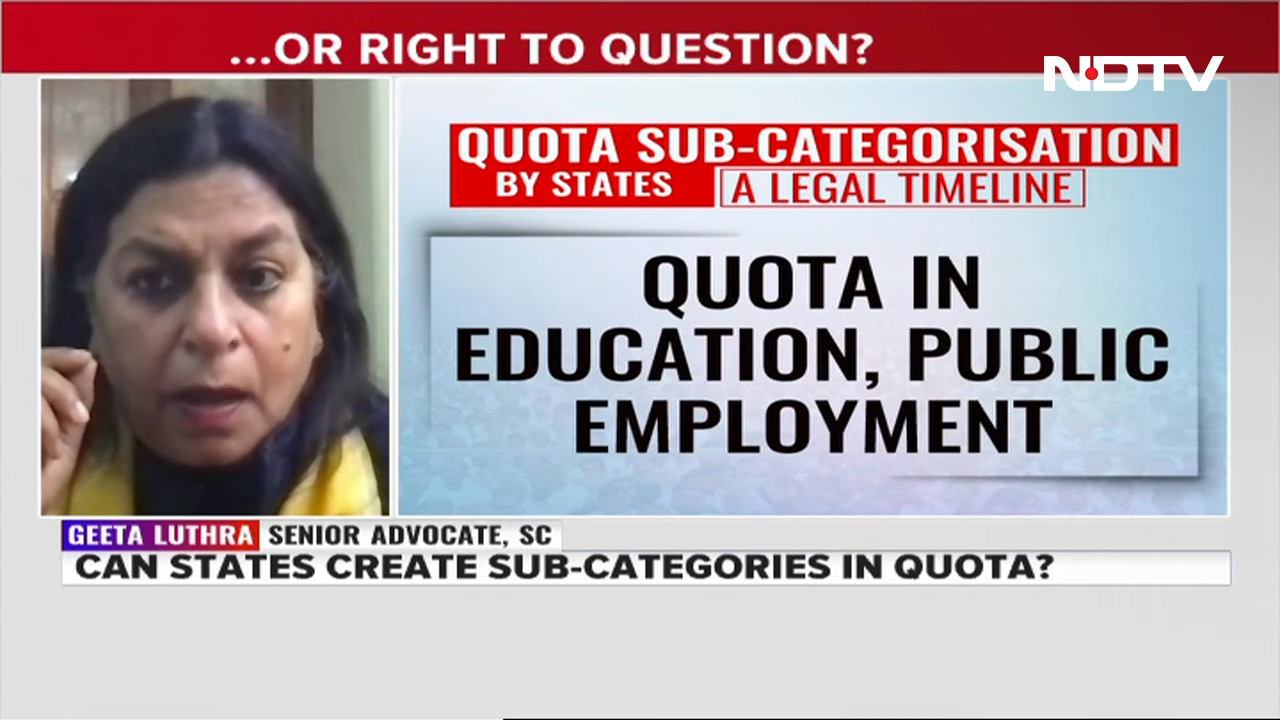 ...OR RIGHT TO QUESTION?
NDTV
QUOTA SUB-CATEGORISATION
BY STATES A LEGAL TIMELINE
QUOTA IN
EDUCATION, PUBLIC
EMPLOYMENT
GEETA LUTHRA SENIOR ADVOCATE, SC
CAN STATES CREATE SUB-CATEGORIES IN QUOTA?